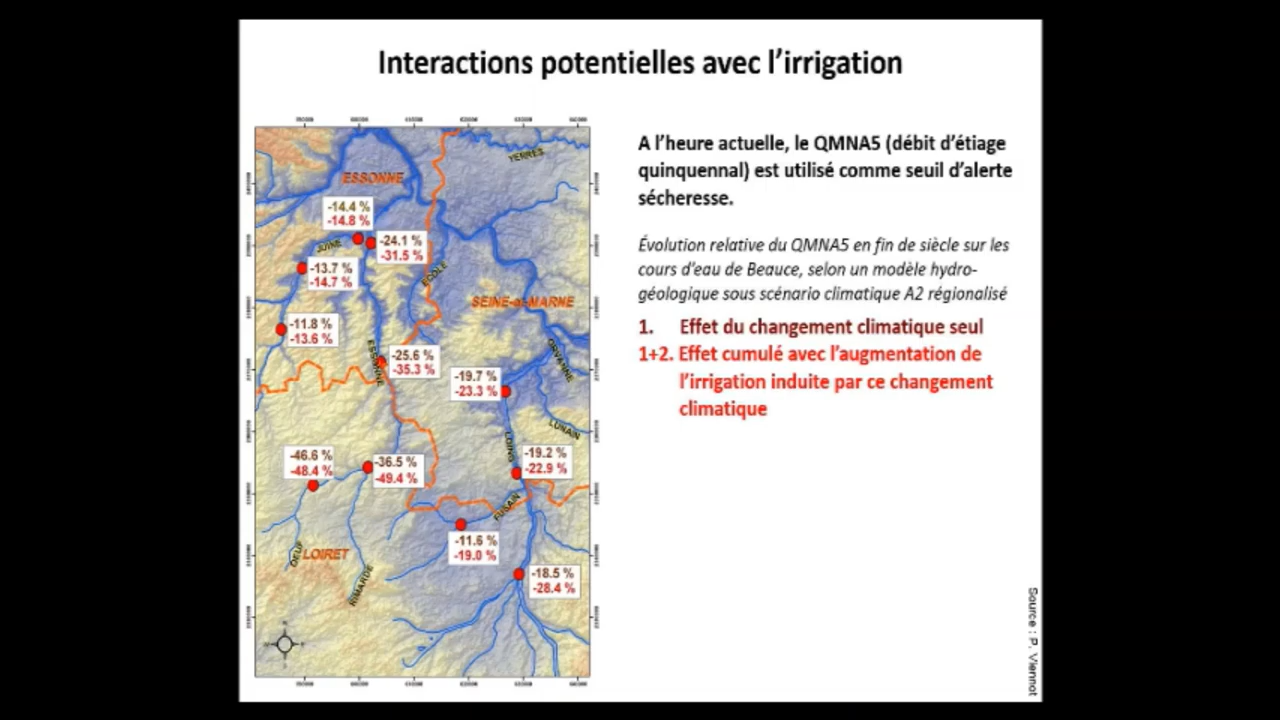 Interactions potentielles avec l'irrigation
A l'heure actuelle, le QMNA5 (débit d'étiage
quinquennal) est utilisé comme seuil d'alerte
sécheresse.
Évolution relative du QMNA5 en fin de siècle sur les
cours d'eau de Beauce, selon un modèle hydro-
géologique sous scénario climatique A2 régionalisé
1. Effet du changement climatique seul
1+2. Effet cumulé avec l'augmentation de
l'irrigation induite par ce changement
climatique
YERRES
ESSONNE
-14.4 %
-14.8 %
JUINE
-24.1 %
-31.5 %
-13.7 %
-14.7 %
ECOLE
SEINE-et-MARNE
-11.8 %
-13.6 %
ESSONNE
-25.6 %
-35.3 %
ORVANNE
-19.7 %
-23.3 %
LUNAIN
LOING
-46.6 %
-48.4 %
-36.5 %
-49.4 %
-19.2 %
-22.9 %
FUSAIN
-11.6 %
-19.0 %
OEUF
LOIRET
RIMARDE
-18.5 %
-28.4 %
Source : P. Viennot